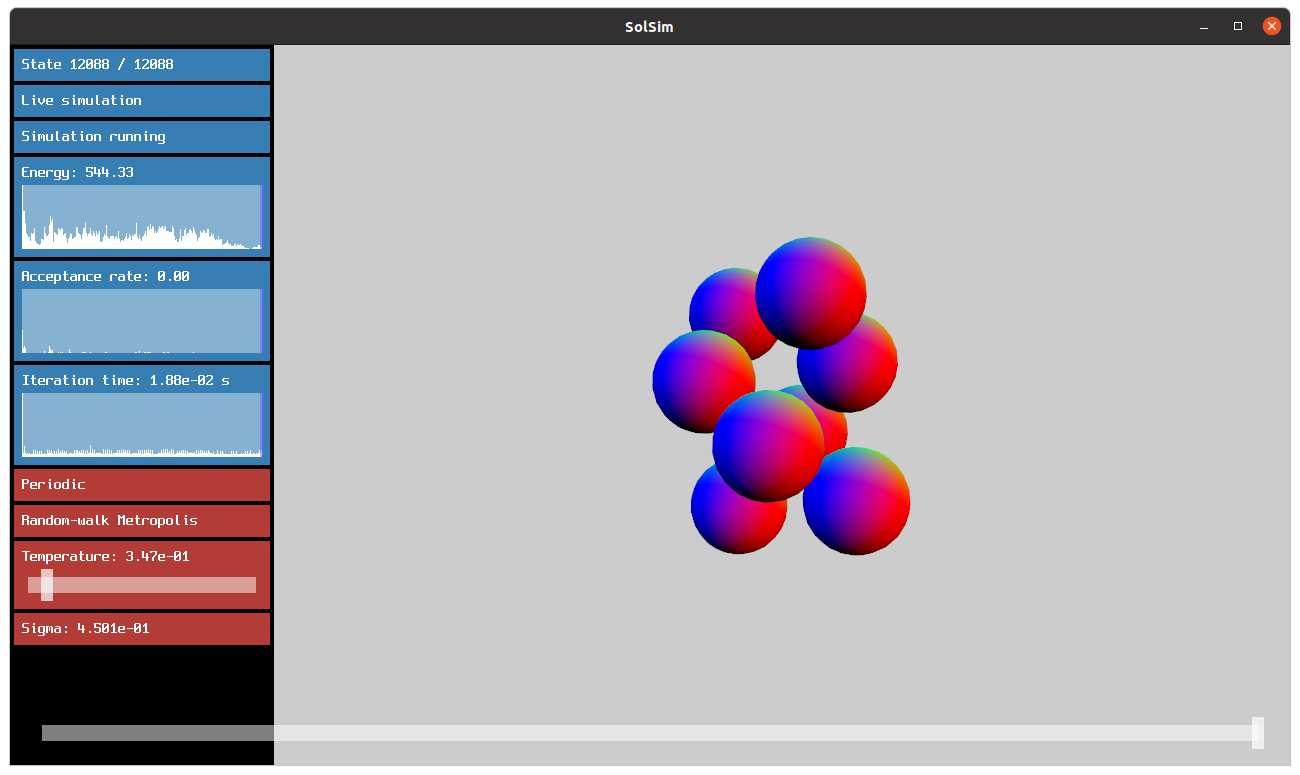 SolSim
State 12088 / 12088
Live simulation
Simulation running
Energy: 544.33
Acceptance rate: 0.00
Iteration time: 1.88e-02 s
Periodic
Random-walk Metropolis
Temperature: 3.47e-01
Sigma: 4.501e-01